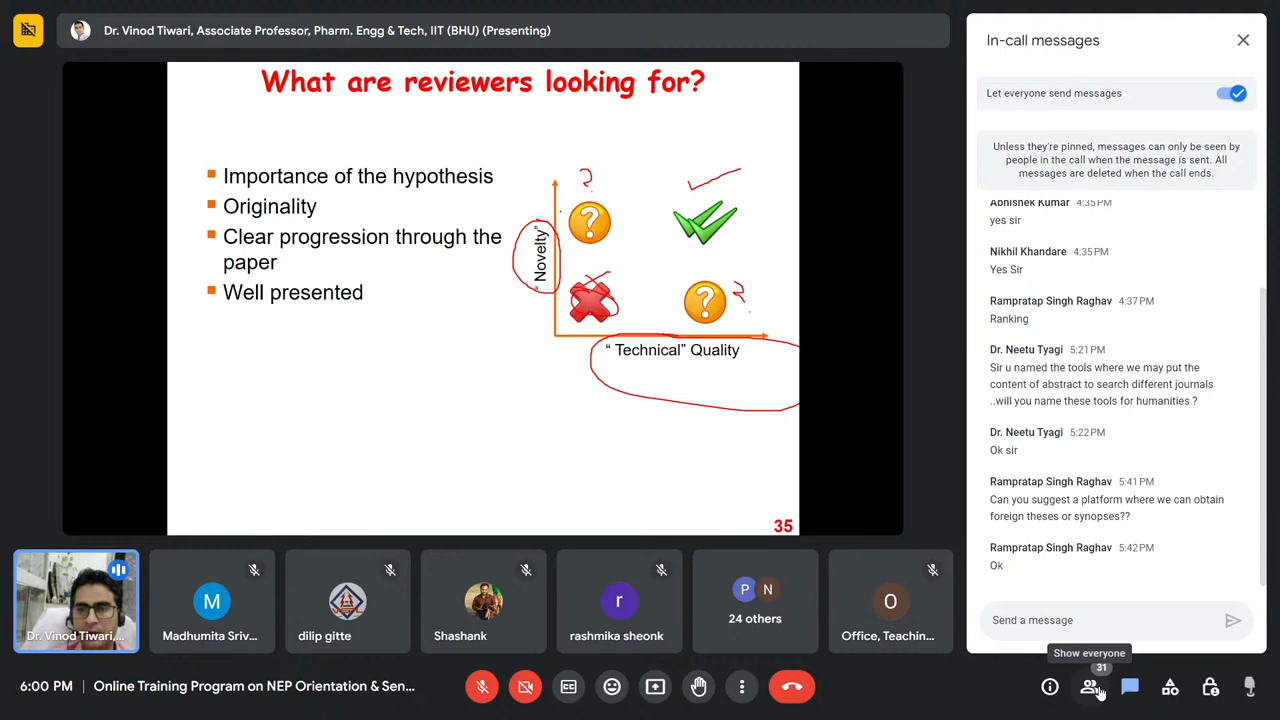 Dr. Vinod Tiwari, Associate Professor, Pharm. Engg & Tech, IIT (BHU) (Presenting)
What are reviewers looking for?
Importance of the hypothesis
Originality
Clear progression through the
paper
Well presented
“ Novelty”
“ Technical” Quality
35
Dr. Vinod Tiwari,...
M
Madhumita Sriv...
dilip gitte
Shashank
r
rashmika sheonk
P N
24 others
O
Office, Teachin...
6:00 PM | Online Training Program on NEP Orientation & Sen...
In-call messages
Let everyone send messages
Unless they're pinned, messages can only be seen by
people in the call when the message is sent. All
messages are deleted when the call ends.
Abhishek Kumar 4:35 PM
yes sir
Nikhil Khandare 4:35 PM
Yes Sir
Rampratap Singh Raghav 4:37 PM
Ranking
Dr. Neetu Tyagi 5:21 PM
Sir u named the tools where we may put the
content of abstract to search different journals
..will you name these tools for humanities ?
Dr. Neetu Tyagi 5:22 PM
Ok sir
Rampratap Singh Raghav 5:41 PM
Can you suggest a platform where we can obtain
foreign theses or synopses??
Rampratap Singh Raghav 5:42 PM
Ok
Send a message
Show everyone
31